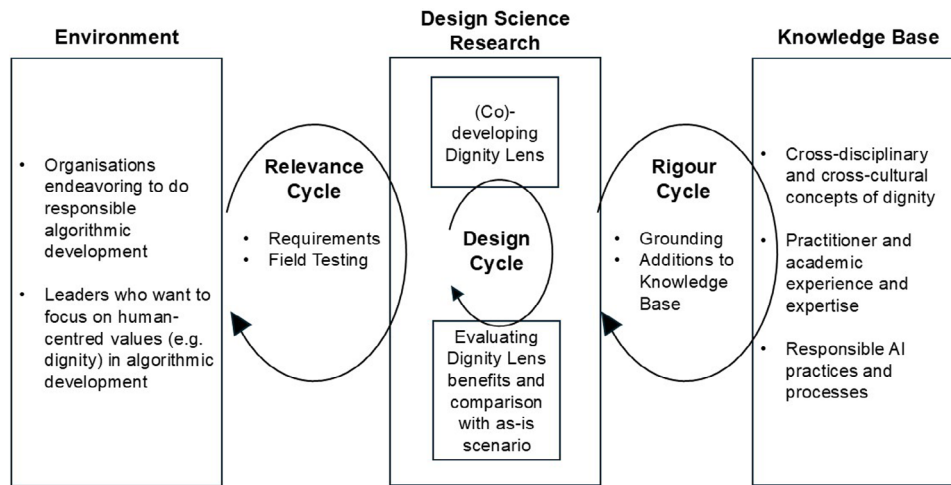 Environment
Design Science
Research
Knowledge Base
• Organisations
endeavoring to do
responsible
algorithmic
development
• Leaders who want to
focus on human-
centred values (e.g.
dignity) in algorithmic
development
Relevance
Cycle
• Requirements
• Field Testing
(Co)-
developing
Dignity Lens
Design
Cycle
Evaluating
Dignity Lens
benefits and
comparison
with as-is
scenario
Rigour
Cycle
• Grounding
• Additions to
Knowledge
Base
• Cross-disciplinary
and cross-cultural
concepts of dignity
• Practitioner and
academic
experience and
expertise
• Responsible AI
practices and
processes